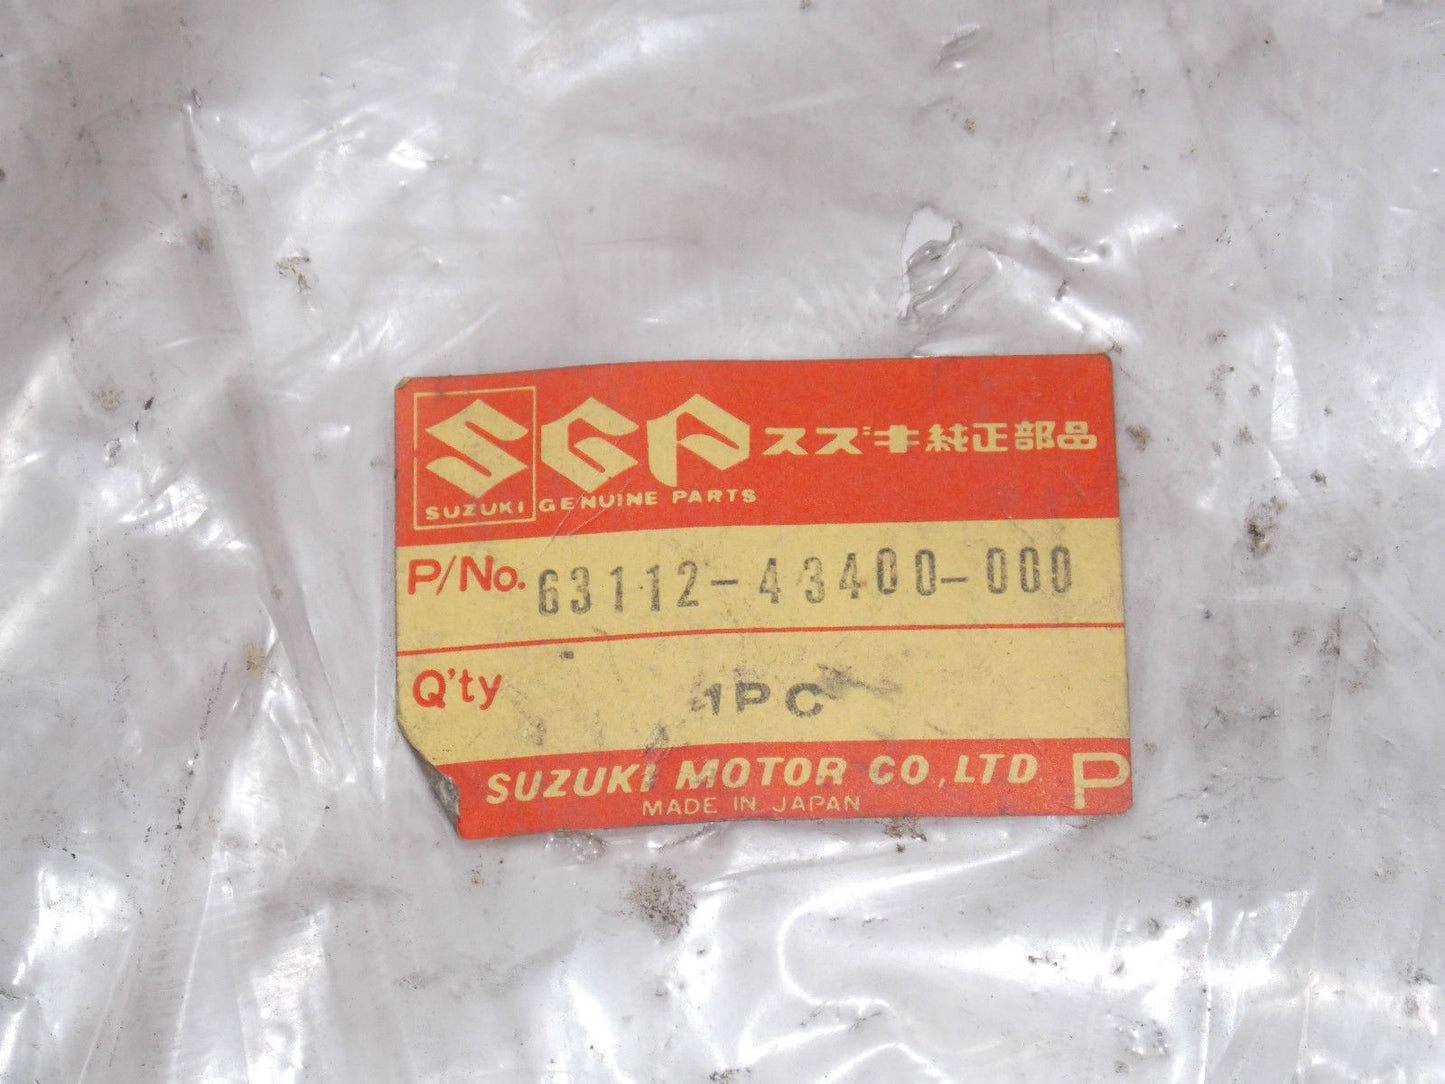 SGP スズキ純正部品
SUZUKI GENUINE PARTS
P/No. 63112-43400-000
Q'ty 1PC
SUZUKI MOTOR CO., LTD. P
MADE IN JAPAN